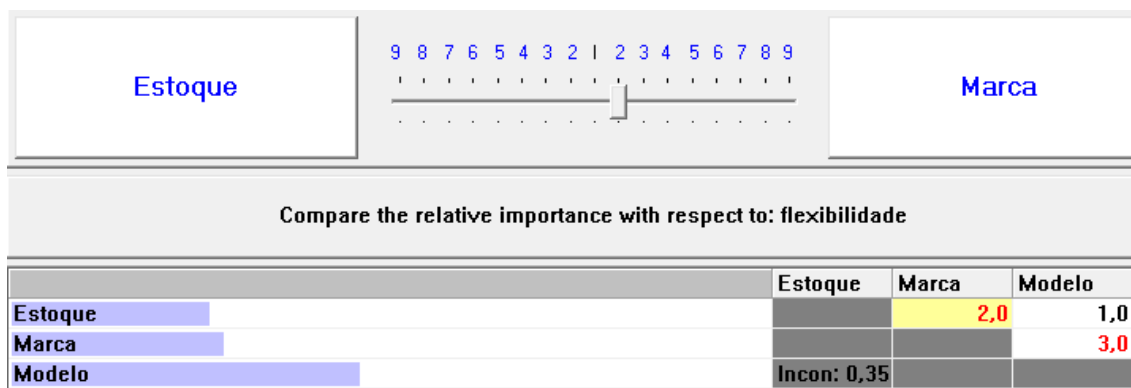 Estoque
9 8 7 6 5 4 3 2 1 2 3 4 5 6 7 8 9
Marca
Compare the relative importance with respect to: flexibilidade
Estoque Marca Modelo
Estoque 2,0 1,0
Marca 3,0
Modelo Incon: 0,35